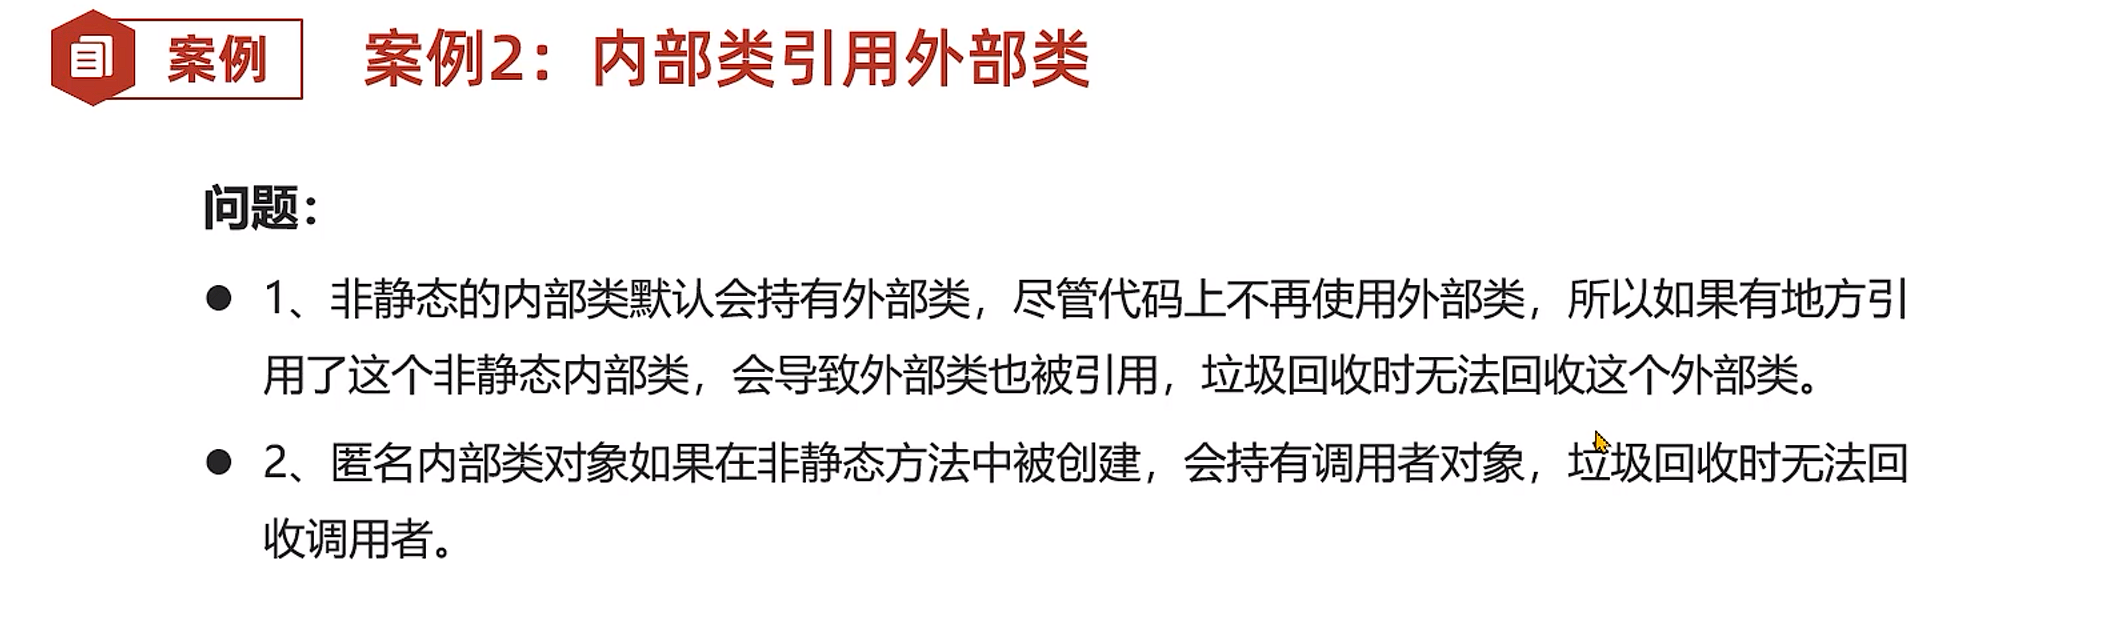 案例
案例2：内部类引用外部类
问题：
1、非静态的内部类默认会持有外部类，尽管代码上不再使用外部类，所以如果有地方引
用了这个非静态内部类，会导致外部类也被引用，垃圾回收时无法回收这个外部类。
2、匿名内部类对象如果在非静态方法中被创建，会持有调用者对象，垃圾回收时无法回
收调用者。